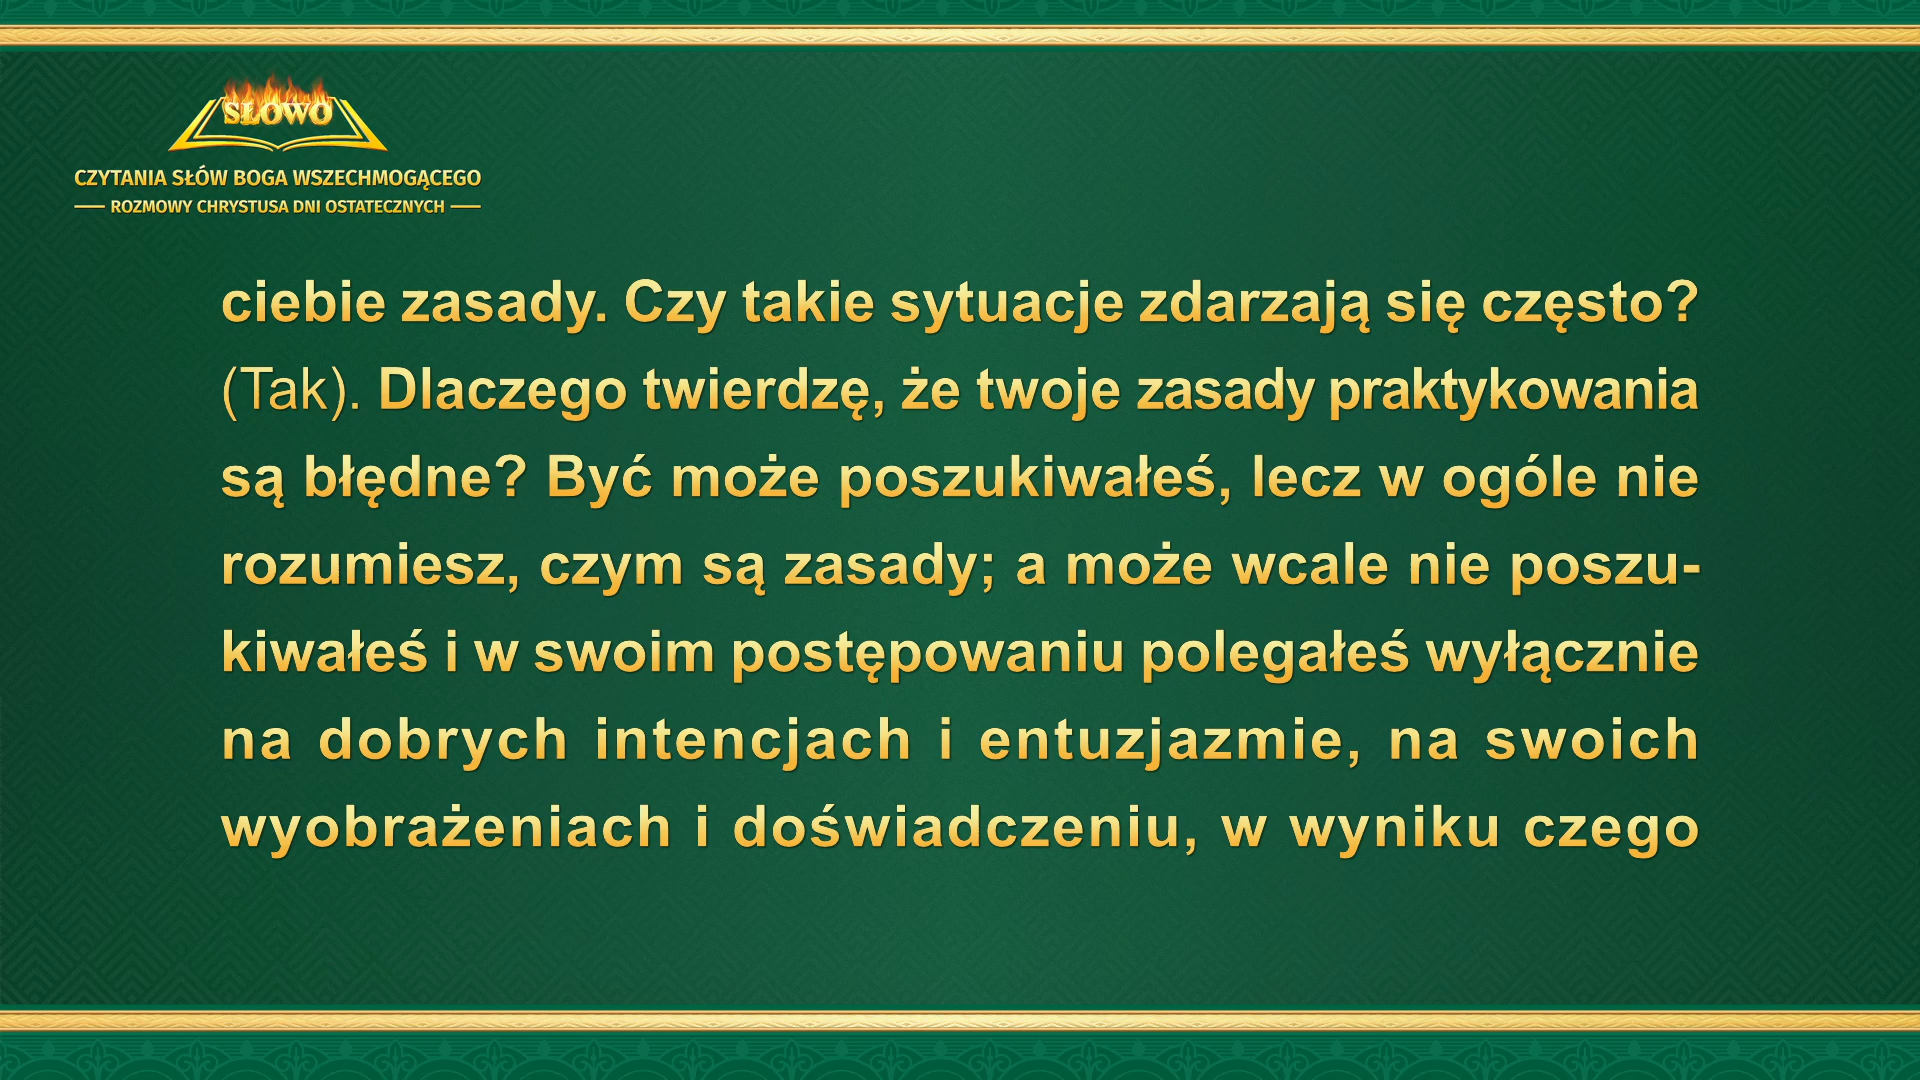 SŁOWO
CZYTANIA SŁÓW BOGA WSZECHMOGĄCEGO
ROZMOWY CHRYSTUSA DNI OSTATECZNYCH
ciebie zasady. Czy takie sytuacje zdarzają się często?
(Tak). Dlaczego twierdzę, że twoje zasady praktykowania
są błędne? Być może poszukiwałeś, lecz w ogóle nie
rozumiesz, czym są zasady; a może wcale nie poszu-
kiwałeś i w swoim postępowaniu polegałeś wyłącznie
na dobrych intencjach i entuzjazmie, na swoich
wyobrażeniach i doświadczeniu, w wyniku czego